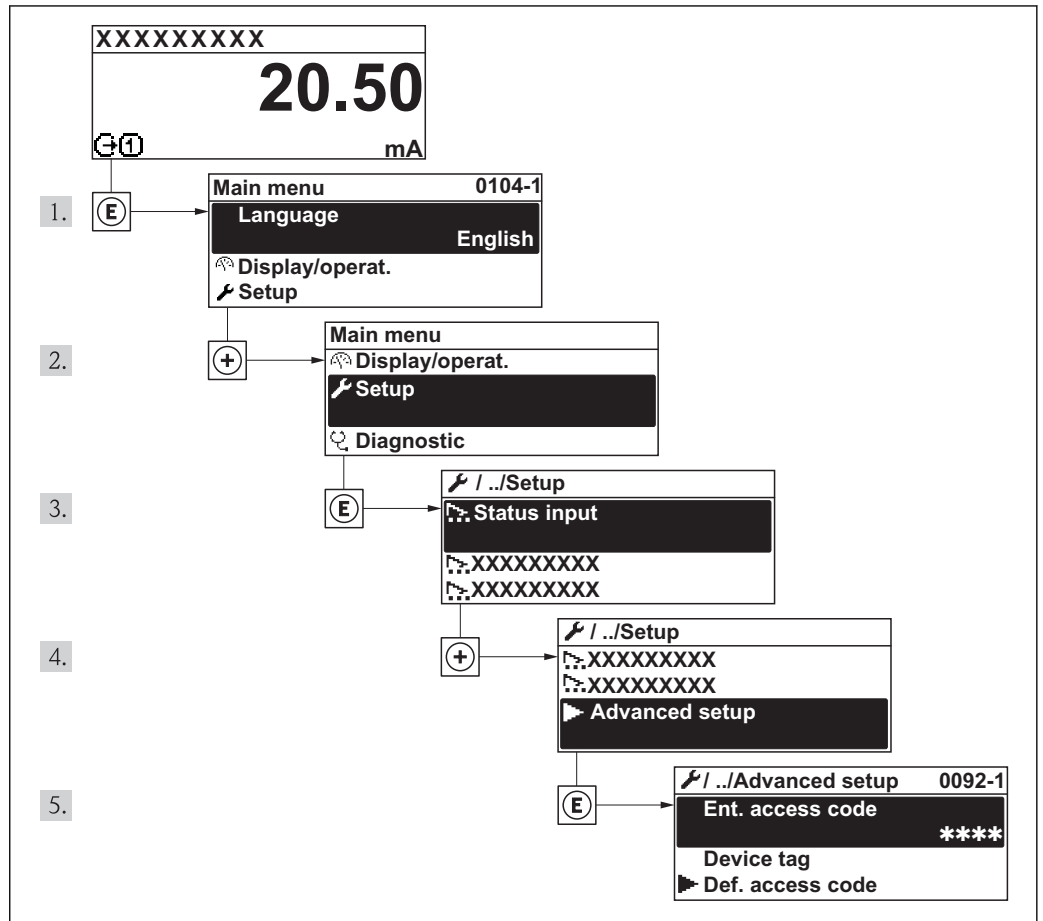 XXXXXXXXX
20.50
1 mA
1. E
Main menu 0104-1
Language
English
Display/operat.
Setup
2. +
Main menu
Display/operat.
Setup
Diagnostic
3. E
/ ../Setup
Status input
XXXXXXXXX
XXXXXXXXX
4. +
/ ../Setup
XXXXXXXXX
XXXXXXXXX
Advanced setup
5. E
/ ../Advanced setup 0092-1
Ent. access code
****
Device tag
Def. access code